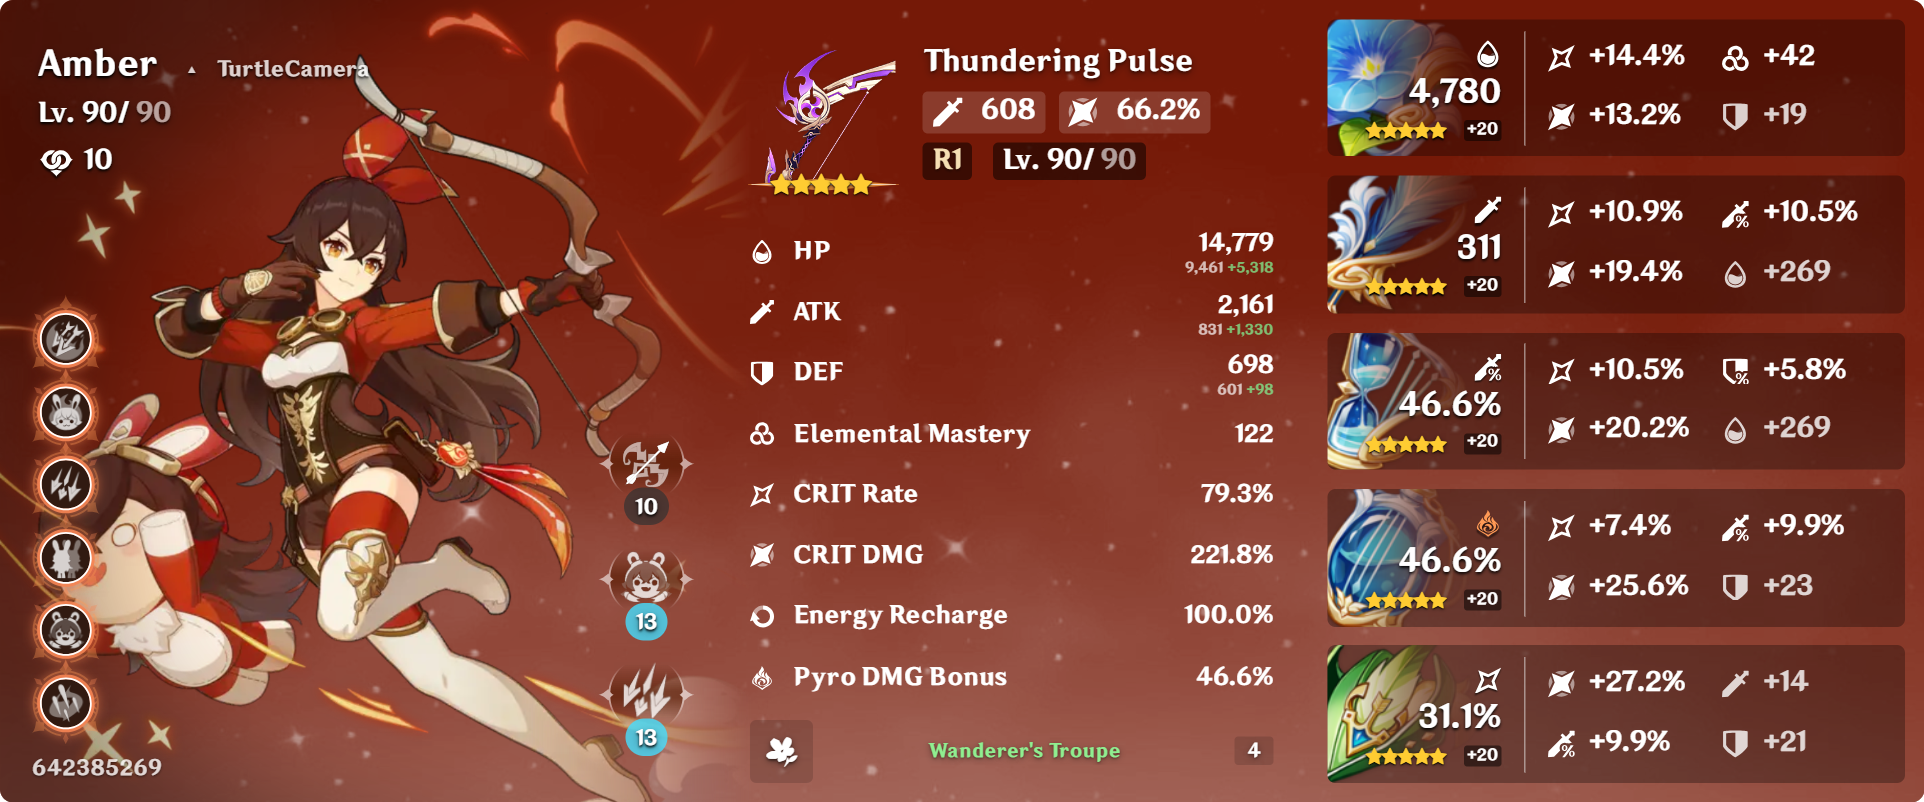 Amber ▲ TurtleCamera
Lv. 90/ 90
10
642385269
10
13
13
Thundering Pulse
608 66.2%
R1 Lv. 90/ 90
HP 14,779
9,461 +5,318
ATK 2,161
831 +1,330
DEF 698
601 +98
Elemental Mastery 122
CRIT Rate 79.3%
CRIT DMG 221.8%
Energy Recharge 100.0%
Pyro DMG Bonus 46.6%
Wanderer's Troupe 4
4,780
+20
+14.4% +42
+13.2% +19
311
+20
+10.9% +10.5%
+19.4% +269
46.6%
+20
+10.5% +5.8%
+20.2% +269
46.6%
+20
+7.4% +9.9%
+25.6% +23
31.1%
+20
+27.2% +14
+9.9% +21